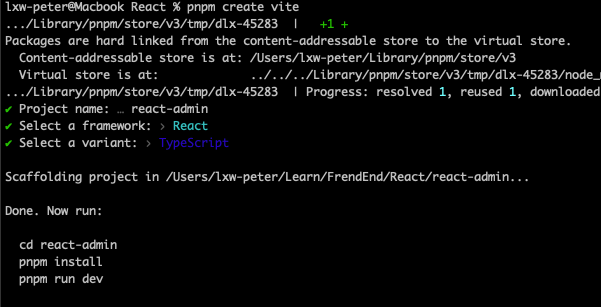 lxw-peter@Macbook React % pnpm create vite
.../Library/pnpm/store/v3/tmp/dlx-45283  |   +1 +
Packages are hard linked from the content-addressable store to the virtual store.
  Content-addressable store is at: /Users/lxw-peter/Library/pnpm/store/v3
  Virtual store is at:             ../../../Library/pnpm/store/v3/tmp/dlx-45283/node_m
.../Library/pnpm/store/v3/tmp/dlx-45283  | Progress: resolved 1, reused 1, downloaded
✔ Project name: … react-admin
✔ Select a framework: › React
✔ Select a variant: › TypeScript
Scaffolding project in /Users/lxw-peter/Learn/FrendEnd/React/react-admin...
Done. Now run:
  cd react-admin
  pnpm install
  pnpm run dev